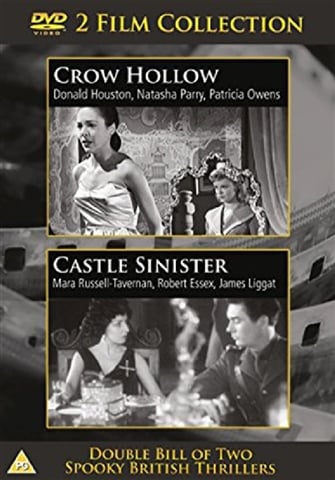 DVD
VIDEO
2 FILM COLLECTION
CROW HOLLOW
Donald Houston, Natasha Parry, Patricia Owens
CASTLE SINISTER
Mara Russell-Tavernan, Robert Essex, James Liggat
PG
DOUBLE BILL OF TWO
SPOOKY BRITISH THRILLERS